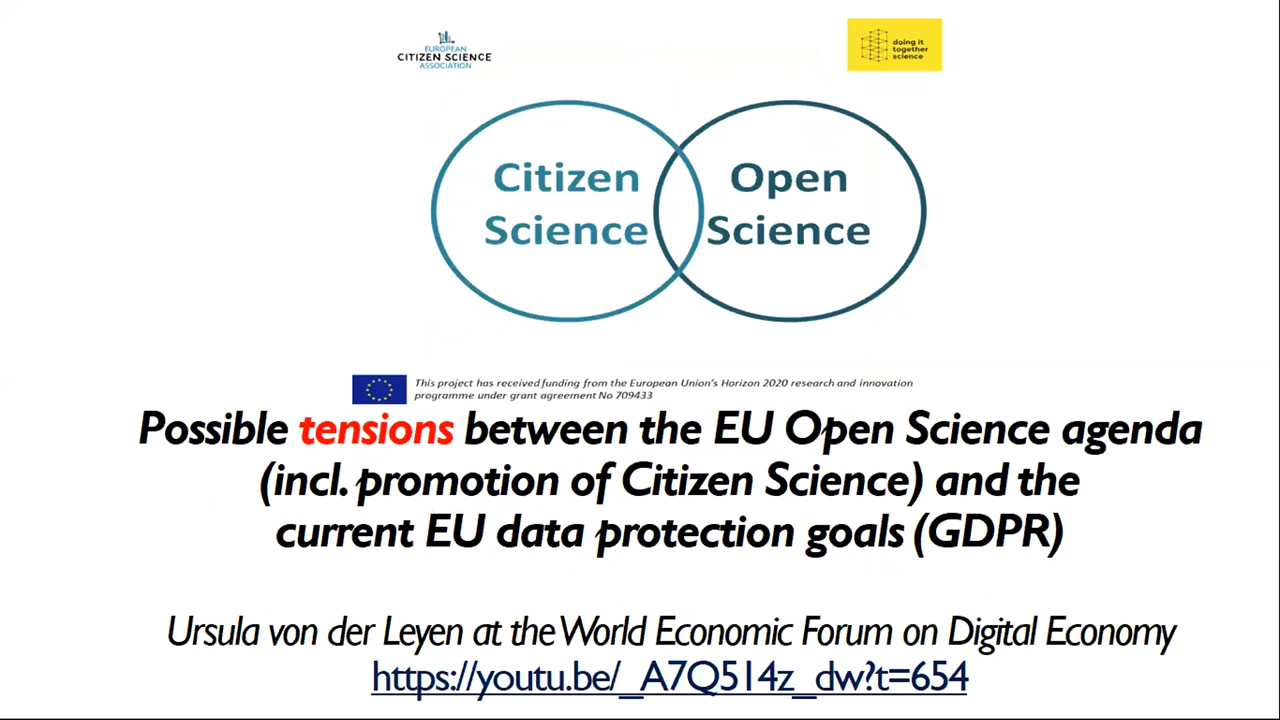 EUROPEAN
CITIZEN SCIENCE
ASSOCIATION
doing it
together
science
Citizen
Science
Open
Science
This project has received funding from the European Union's Horizon 2020 research and innovation
programme under grant agreement No 709433
Possible tensions between the EU Open Science agenda
(incl. promotion of Citizen Science) and the
current EU data protection goals (GDPR)
Ursula von der Leyen at the World Economic Forum on Digital Economy
https://youtu.be/_A7Q514z_dw?t=654